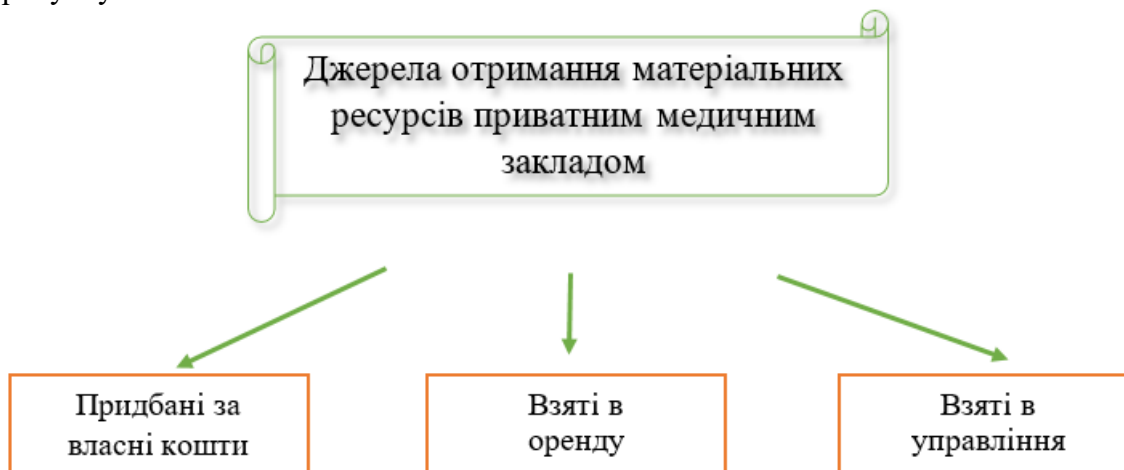 Джерела отримання матеріальних
ресурсів приватним медичним
закладом
Придбані за
власні кошти
Взяті в
оренду
Взяті в
управління